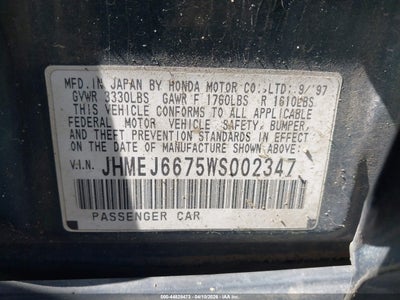 MFD. IN JAPAN BY HONDA MOTOR CO., LTD: 9/'97
GVWR 3330LBS GAWR F 1760LBS R 1610LBS
THIS VEHICLE CONFORMS TO ALL APPLICABLE
FEDERAL MOTOR VEHICLE SAFETY, BUMPER,
AND THEFT PREVENTION STANDARDS IN EFFECT
ON THE DATE OF MANUFACTURE SHOWN ABOVE.
V.I.N. JHMEJ6675WS002347
PASSENGER CAR